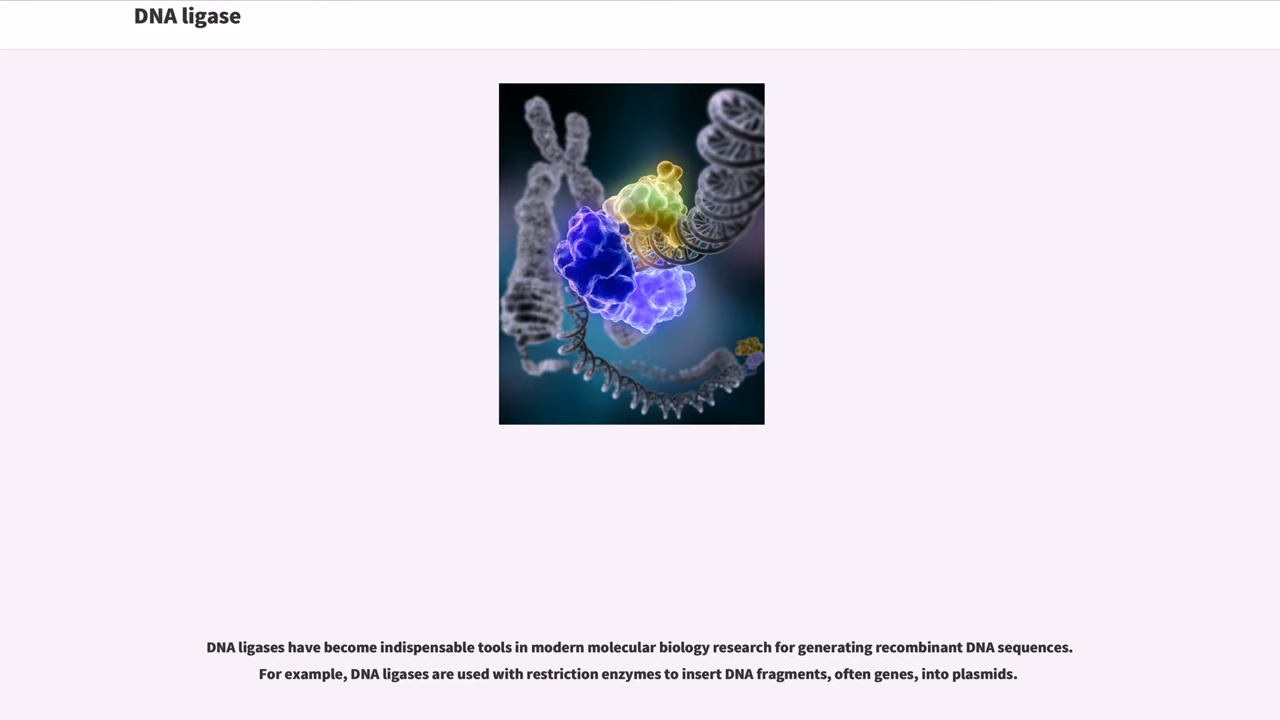 DNA ligase
DNA ligases have become indispensable tools in modern molecular biology research for generating recombinant DNA sequences.
For example, DNA ligases are used with restriction enzymes to insert DNA fragments, often genes, into plasmids.